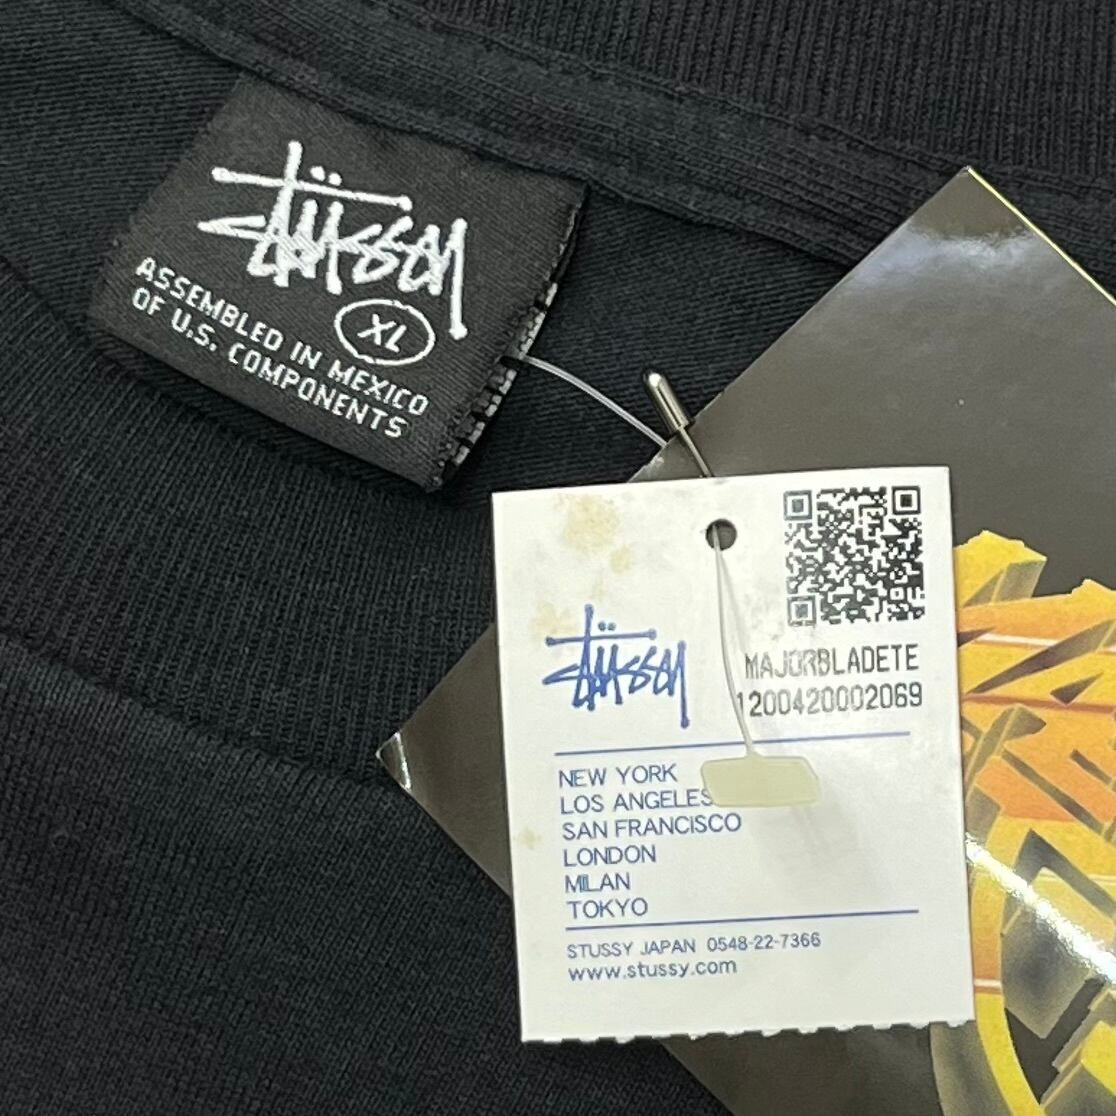 Stüssy
XL
ASSEMBLED IN MEXICO
OF U.S. COMPONENTS
Stüssy
MAJORBLADETE
1200420002069
NEW YORK
LOS ANGELES
SAN FRANCISCO
LONDON
MILAN
TOKYO
STUSSY JAPAN 0548-22-7366
www.stussy.com